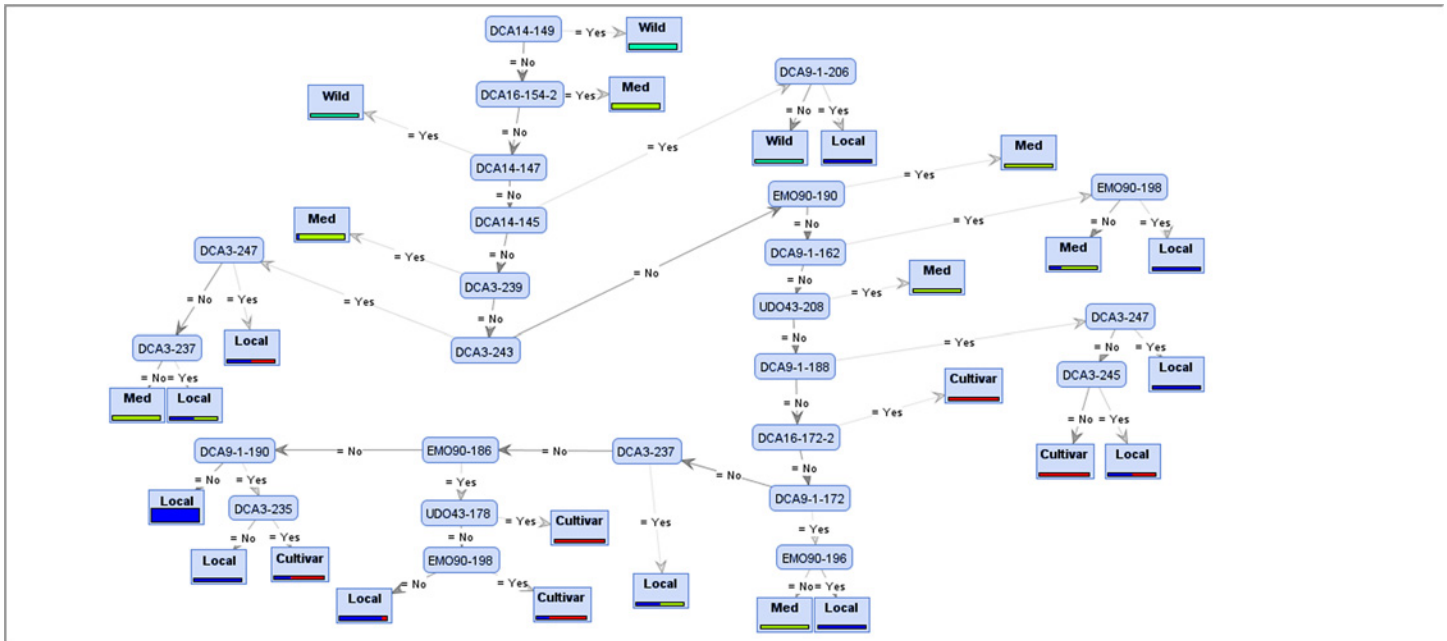 DCA14-149
= Yes
Wild
= No
DCA16-154-2
= Yes
Med
= No
DCA14-147
= Yes
Wild
= No
DCA14-145
= Yes
DCA9-1-206
= No
Wild
= Yes
Local
= No
DCA3-239
= Yes
Med
= No
DCA3-243
= Yes
DCA3-247
= No
= Yes
Local
DCA3-237
= No
= Yes
Med
Local
= No
EMO90-190
= Yes
Med
= No
DCA9-1-162
= Yes
EMO90-198
= No
= Yes
Med
Local
= No
UDO43-208
= Yes
Med
= No
DCA9-1-188
= Yes
DCA3-247
= No
= Yes
Local
DCA3-245
= No
= Yes
Cultivar
Local
= No
DCA16-172-2
= Yes
Cultivar
= No
DCA9-1-172
= Yes
EMO90-196
= No
= Yes
Med
Local
= No
DCA3-237
= Yes
Local
= No
EMO90-186
= Yes
UDO43-178
= Yes
Cultivar
= No
EMO90-198
= No
Local
= Yes
Cultivar
= No
DCA9-1-190
= No
Local
= Yes
DCA3-235
= No
Local
= Yes
Cultivar